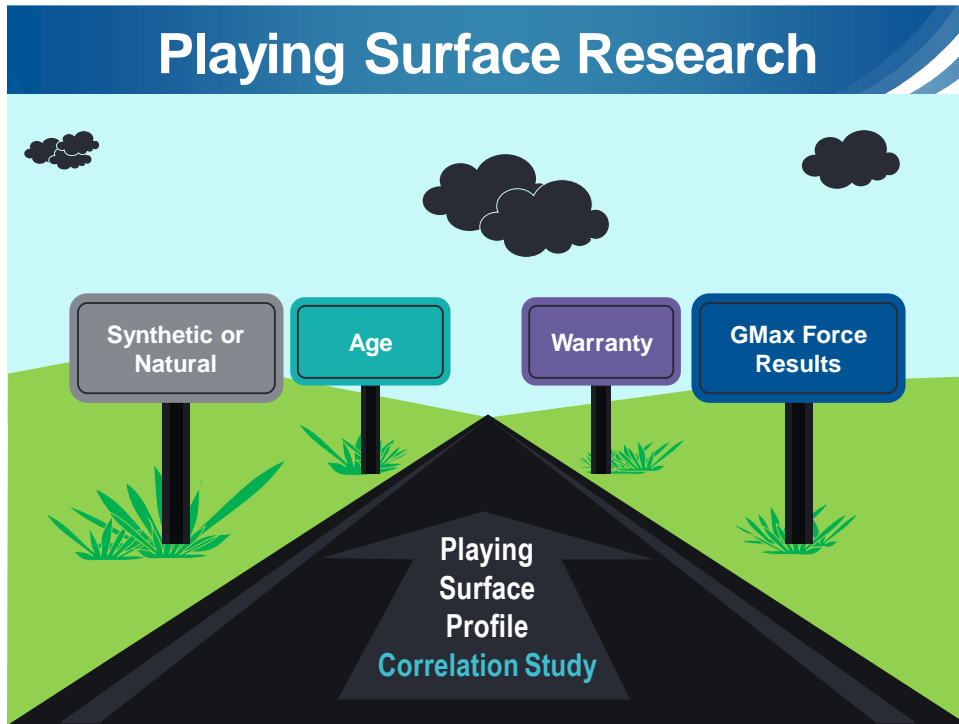 Playing Surface Research
Synthetic or
Natural
Age
Warranty
GMax Force
Results
Playing
Surface
Profile
Correlation Study